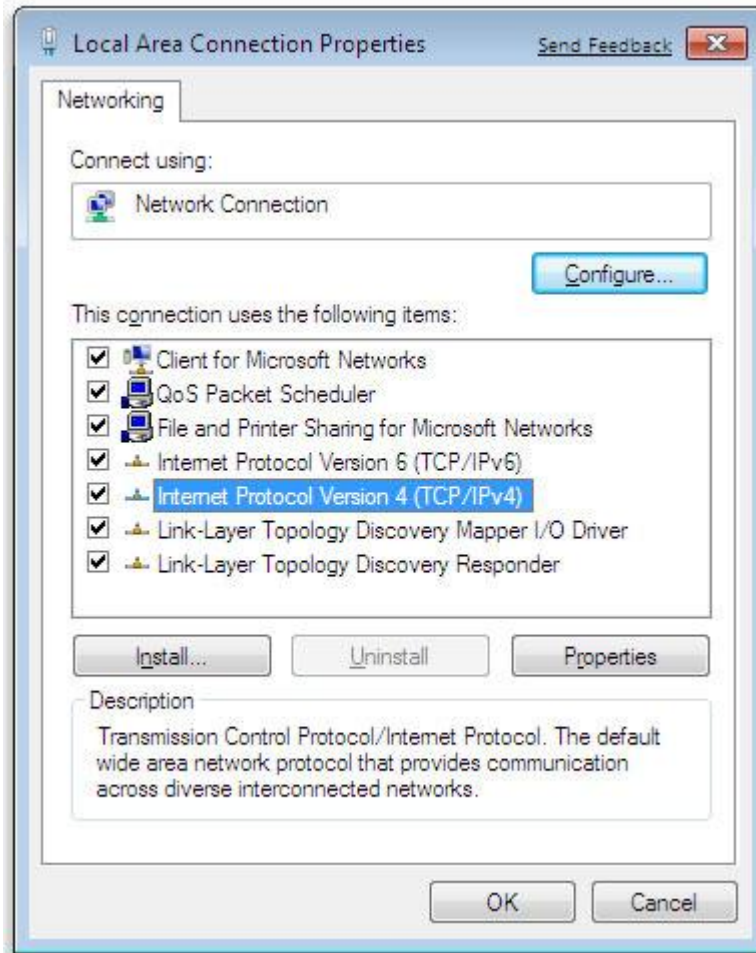 Local Area Connection Properties
Send Feedback
Networking
Connect using:
Network Connection
Configure...
This connection uses the following items:
Client for Microsoft Networks
QoS Packet Scheduler
File and Printer Sharing for Microsoft Networks
Internet Protocol Version 6 (TCP/IPv6)
Internet Protocol Version 4 (TCP/IPv4)
Link-Layer Topology Discovery Mapper I/O Driver
Link-Layer Topology Discovery Responder
Install...
Uninstall
Properties
Description
Transmission Control Protocol/Internet Protocol. The default
wide area network protocol that provides communication
across diverse interconnected networks.
OK
Cancel